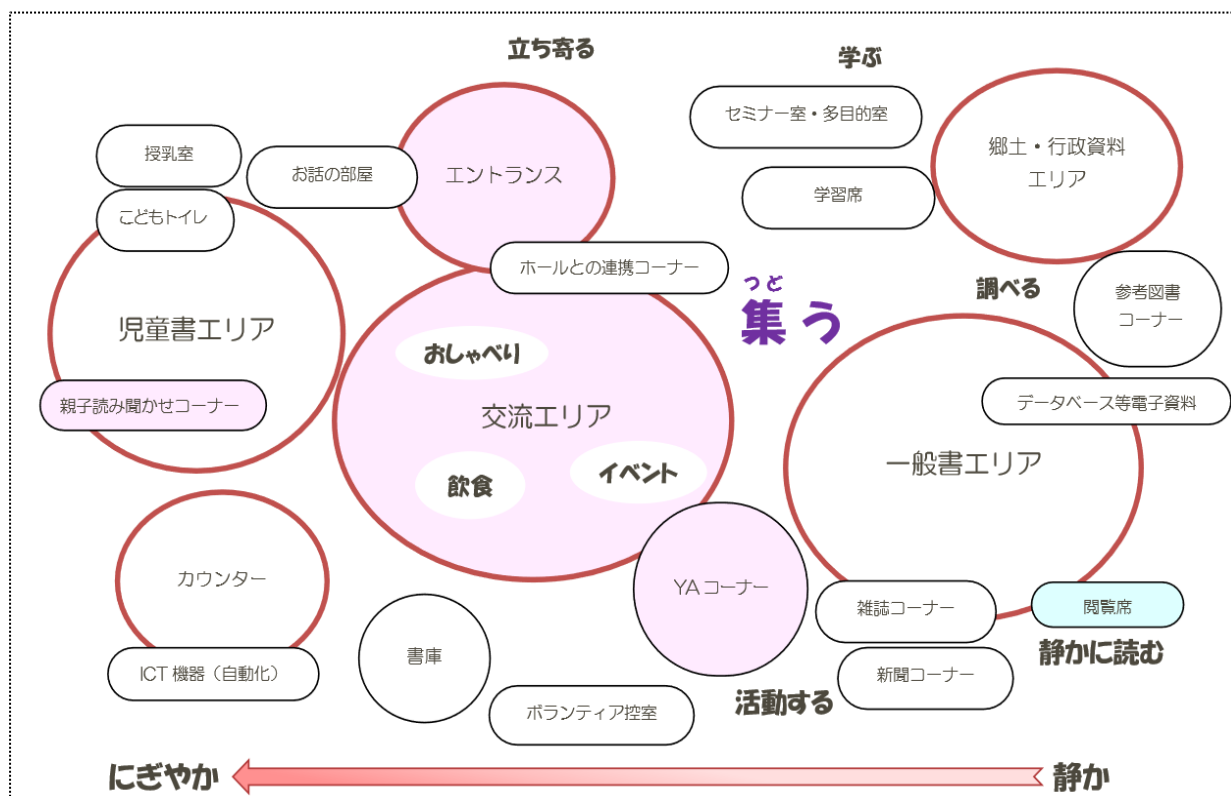 立ち寄る
学ぶ
セミナー室・多目的室
授乳室
お話の部屋
エントランス
郷土・行政資料
エリア
学習席
こどもトイレ
ホールとの連携コーナー
つど
集う
調べる
参考図書
コーナー
児童書エリア
おしゃべり
親子読み聞かせコーナー
交流エリア
データベース等電子資料
一般書エリア
飲食
イベント
カウンター
YAコーナー
雑誌コーナー
閲覧席
静かに読む
書庫
ICT機器（自動化）
新聞コーナー
活動する
ボランティア控室
にぎやか
静か